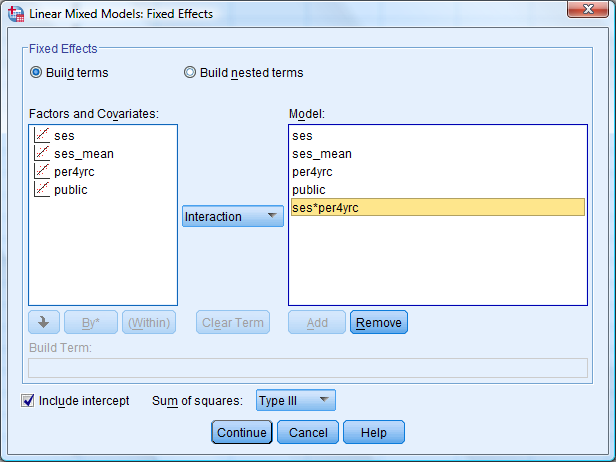 Linear Mixed Models: Fixed Effects
Fixed Effects
Build terms
Build nested terms
Factors and Covariates:
Model:
ses
ses_mean
per4yrc
public
Interaction
ses
ses_mean
per4yrc
public
ses*per4yrc
By*
(Within)
Clear Term
Add
Remove
Build Term:
Include intercept
Sum of squares:
Type III
Continue
Cancel
Help